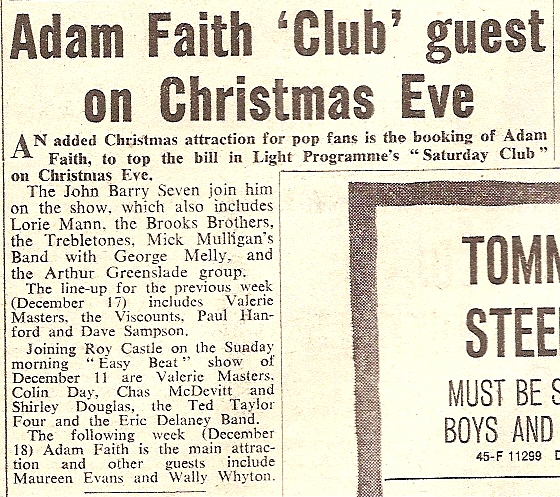 Adam Faith ‘Club’ guest
on Christmas Eve
AN added Christmas attraction for pop fans is the booking of Adam
Faith, to top the bill in Light Programme's “Saturday Club”
on Christmas Eve.
The John Barry Seven join him
on the show, which also includes
Lorie Mann, the Brooks Brothers,
the Trebletones, Mick Mulligan's
Band with George Melly, and
the Arthur Greenslade group.
The line-up for the previous week
(December 17) includes Valerie
Masters, the Viscounts, Paul Han-
ford and Dave Sampson.
Joining Roy Castle on the Sunday
morning “Easy Beat” show of
December 11 are Valerie Masters,
Colin Day, Chas McDevitt and
Shirley Douglas, the Ted Taylor
Four and the Eric Delaney Band.
The following week (December
18) Adam Faith is the main attrac-
tion and other guests include
Maureen Evans and Wally Whyton.
TOMM
STEE
MUST BE S
BOYS AND
45-F 11299 D